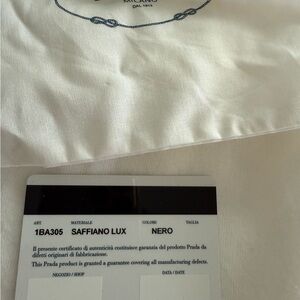 MILANO
DAL 1913
ART. MATERIALE COLORE TAGLIA
1BA305 SAFFIANO LUX NERO
Il presente certificato di autenticità costituisce garanzia del prodotto Prada da
difetti originari di fabbricazione.
This Prada product is granted a guarantee covering all manufacturing defects.
NEGOZIO / SHOP DATA / DATE